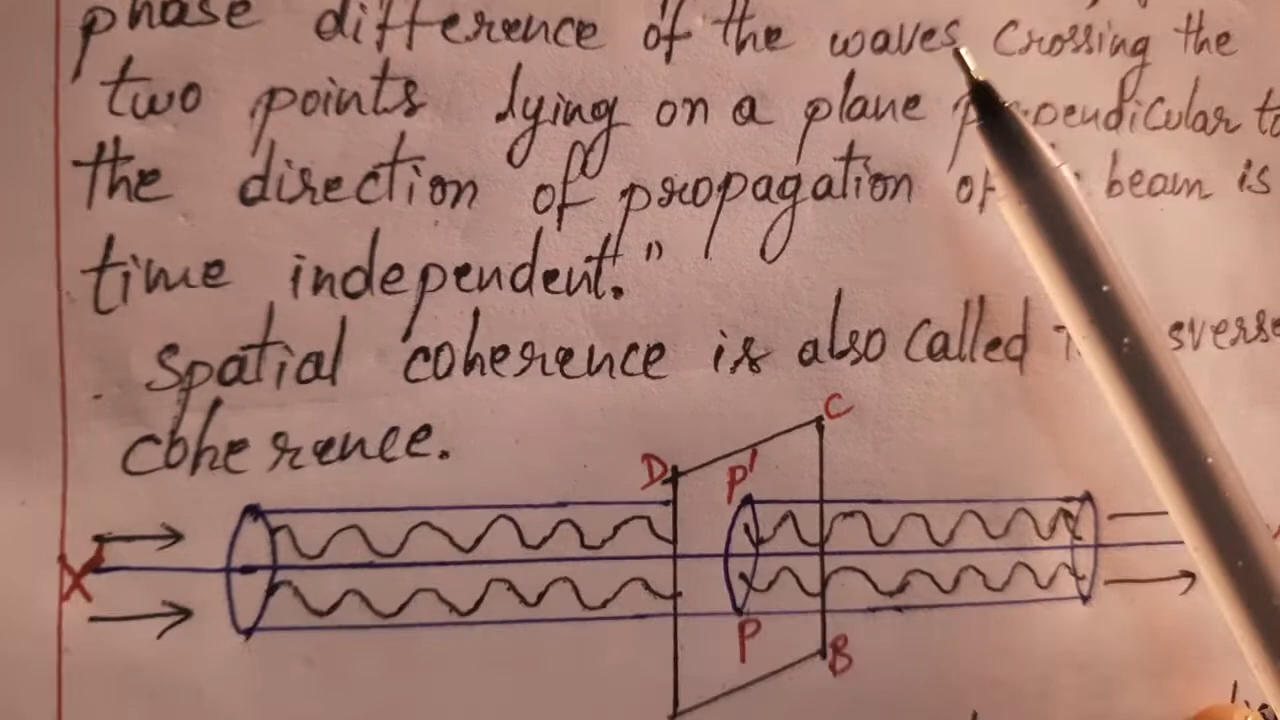 phase difference of the waves crossing the
two points lying on a plane perpendicular to
the direction of propagation of beam is
time independent."
Spatial coherence is also called
coherence.
C
D P'
X
P B